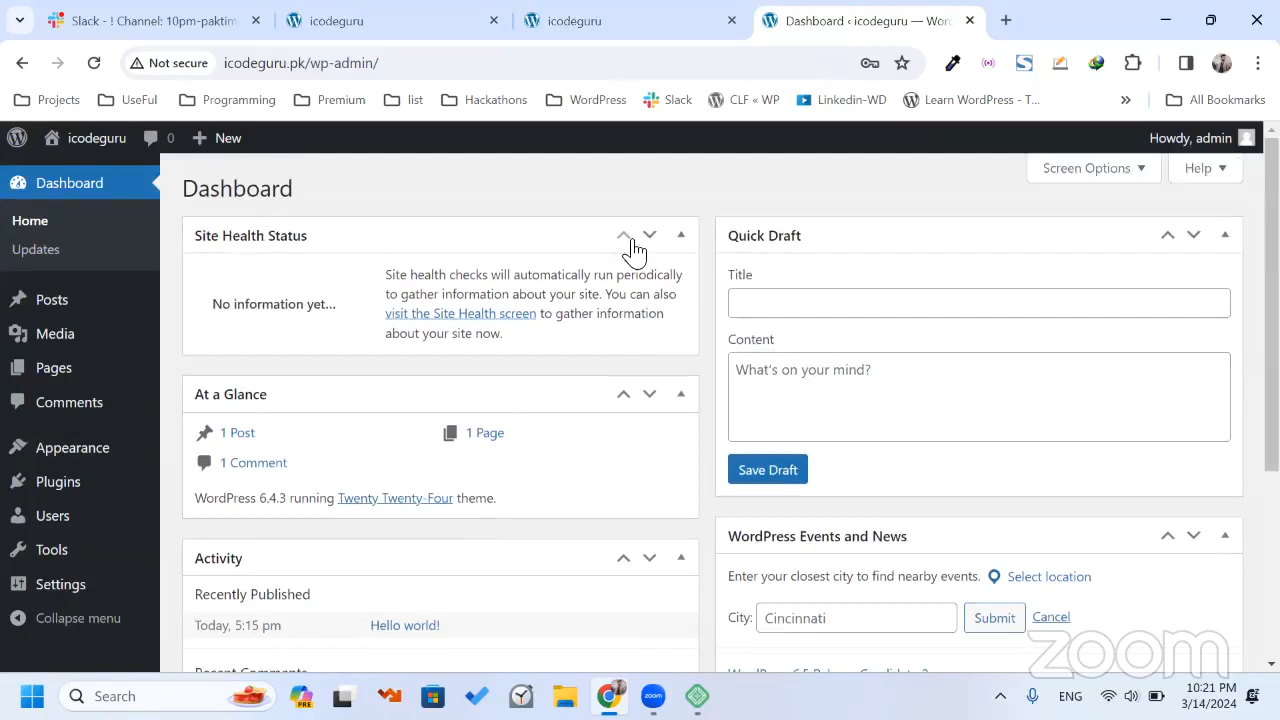 Slack - ! Channel: 10pm-paktim
icodeguru
icodeguru
Dashboard ‹ icodeguru — Wor
Not secure
icodeguru.pk/wp-admin/
Projects
UseFul
Programming
Premium
list
Hackathons
WordPress
Slack
CLF « WP
Linkedin-WD
Learn WordPress - T...
All Bookmarks
icodeguru
0
New
Howdy, admin
Dashboard
Home
Updates
Posts
Media
Pages
Comments
Appearance
Plugins
Users
Tools
Settings
Collapse menu
Screen Options
Help
Dashboard
Site Health Status
No information yet...
Site health checks will automatically run periodically
to gather information about your site. You can also
visit the Site Health screen to gather information
about your site now.
At a Glance
1 Post
1 Page
1 Comment
WordPress 6.4.3 running Twenty Twenty-Four theme.
Activity
Recently Published
Today, 5:15 pm
Hello world!
Recent Comments
Quick Draft
Title
Content
What's on your mind?
Save Draft
WordPress Events and News
Enter your closest city to find nearby events.
Select location
City:
Cincinnati
Submit
Cancel
zoom
Search
PRE
zoom
ENG
10:21 PM
3/14/2024